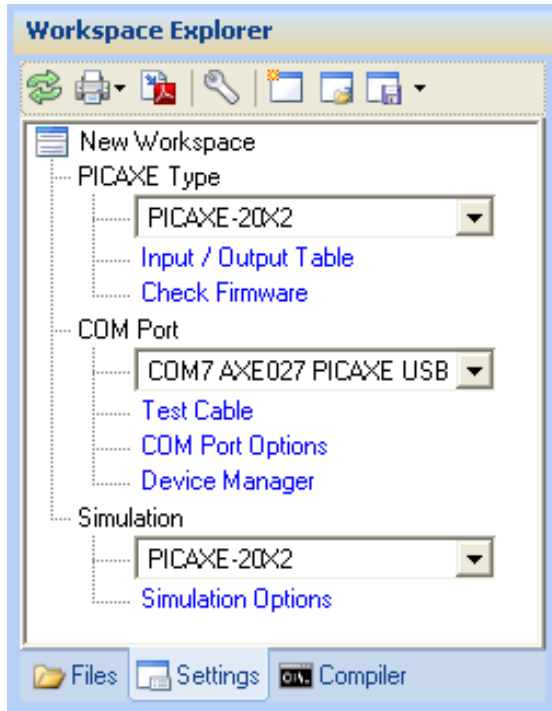 Workspace Explorer
New Workspace
PICAXE Type
PICAXE-20X2
Input / Output Table
Check Firmware
COM Port
COM7 AXE027 PICAXE USB
Test Cable
COM Port Options
Device Manager
Simulation
PICAXE-20X2
Simulation Options
Files Settings Compiler